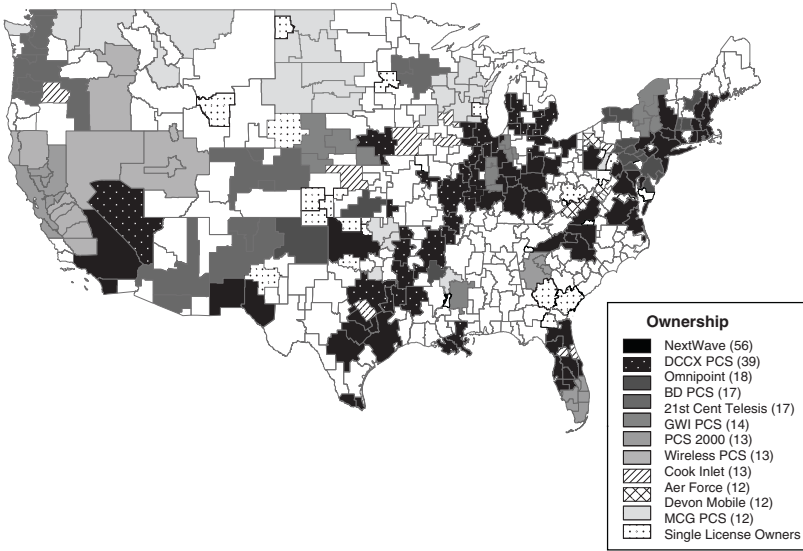 Ownership
NextWave (56)
DCCX PCS (39)
Omnipoint (18)
BD PCS (17)
21st Cent Telesis (17)
GWI PCS (14)
PCS 2000 (13)
Wireless PCS (13)
Cook Inlet (13)
Aer Force (12)
Devon Mobile (12)
MCG PCS (12)
Single License Owners